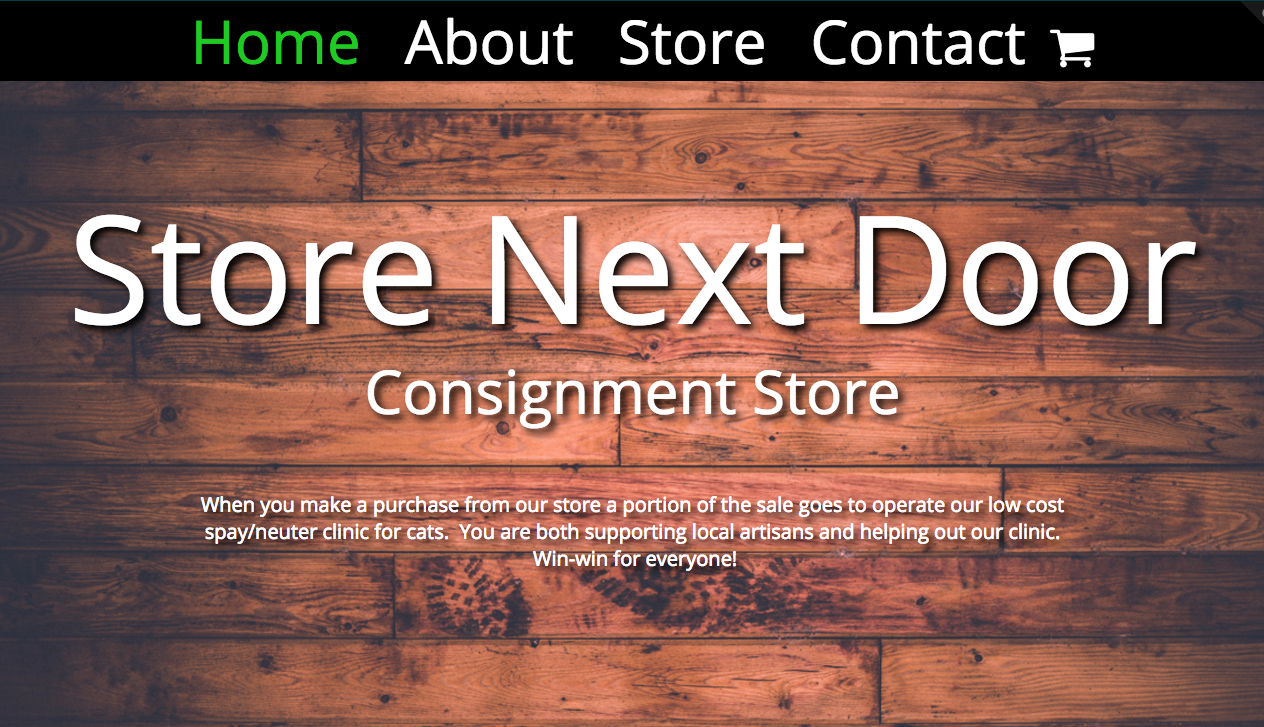 Home About Store Contact
Store Next Door
Consignment Store
When you make a purchase from our store a portion of the sale goes to operate our low cost
spay/neuter clinic for cats.  You are both supporting local artisans and helping out our clinic.
Win-win for everyone!